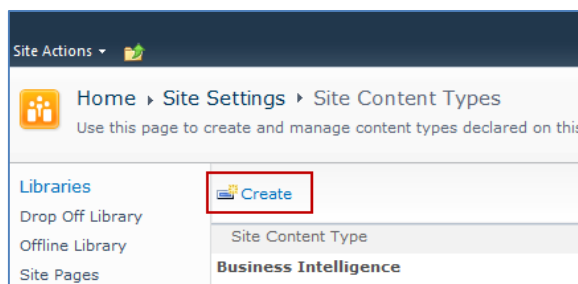 Site Actions
Home ▸ Site Settings ▸ Site Content Types
Use this page to create and manage content types declared on this
Libraries
Drop Off Library
Offline Library
Site Pages
Create
Site Content Type
Business Intelligence